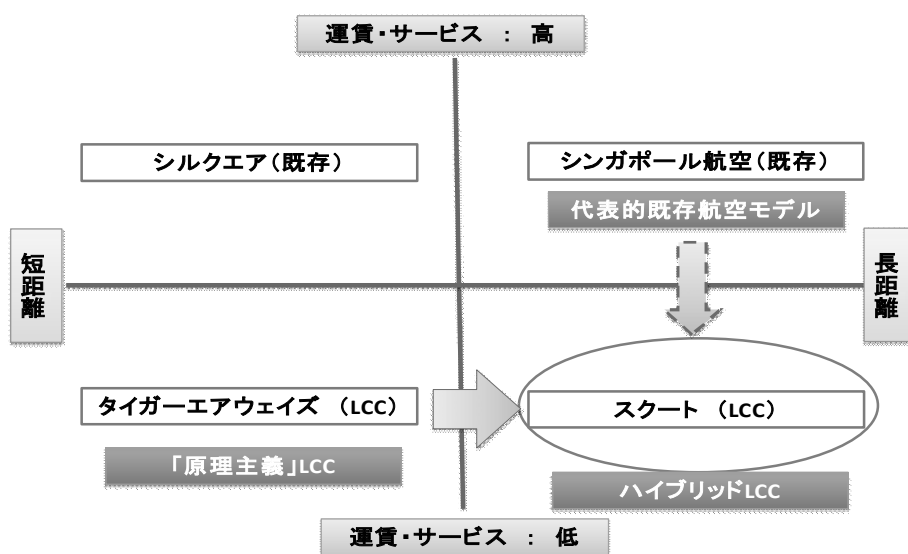 運賃・サービス ： 高
シルクエア（既存）
シンガポール航空（既存）
代表的既存航空モデル
短距離
長距離
タイガーエアウェイズ （LCC）
スクート （LCC）
「原理主義」LCC
ハイブリッドLCC
運賃・サービス ： 低